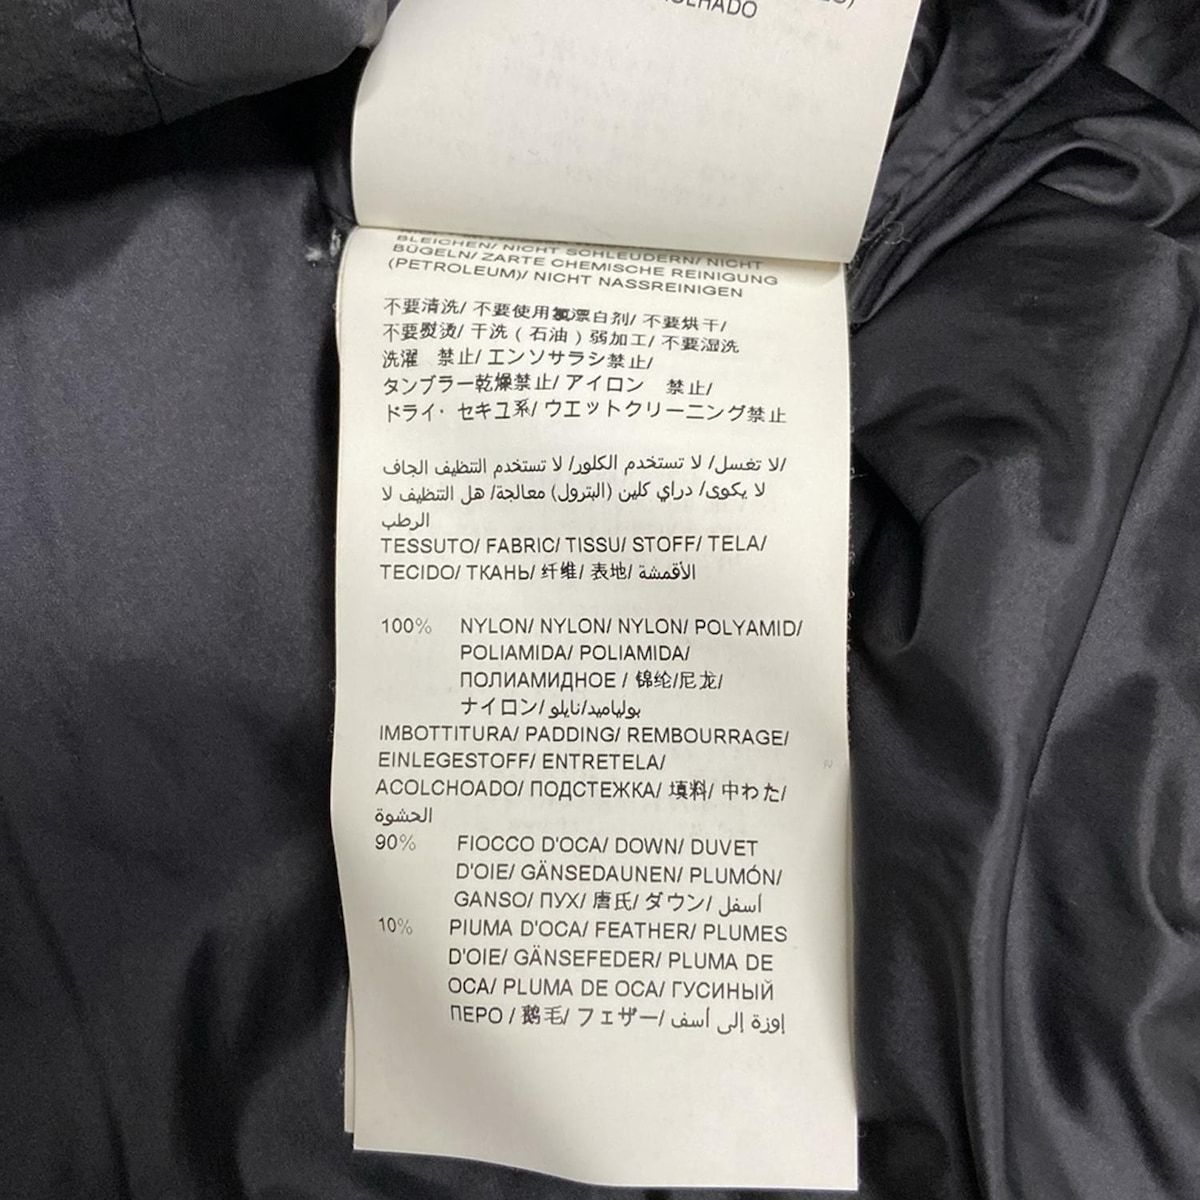 BLEICHEN/ NICHT SCHLEUDERN/ NICHT
BÜGELN/ ZARTE CHEMISCHE REINIGUNG
(PETROLEUM)/ NICHT NASSREINIGEN
不要清洗/ 不要使用氯漂白剂/ 不要烘干/
不要熨烫/ 干洗 ( 石油 ) 弱加工/ 不要湿洗
洗濯 禁止/ エンソサラシ禁止/
タンブラー乾燥禁止/ アイロン 禁止/
ドライ· セキユ系/ ウエットクリーニング禁止
لا تغسل/ لا تستخدم الكلور/ لا تستخدم التنظيف الجاف/
لا يكوى/ دراي كلين (البترول) معالجة/ هل التنظيف لا
الرطب
TESSUTO/ FABRIC/ TISSU/ STOFF/ TELA/
TECIDO/ ТКАНЬ/ 纤维/ 表地/ الأقمشة
100% NYLON/ NYLON/ NYLON/ POLYAMID/
POLIAMIDA/ POLIAMIDA/
ПОЛИАМИДНОЕ / 锦纶/尼龙/
ナイロン/ بولياميد/نايلو
IMBOTTITURA/ PADDING/ REMBOURRAGE/
EINLEGESTOFF/ ENTRETELA/
ACOLCHOADO/ ПОДСТЕЖКА/ 填料/ 中わた/
الحشوة
90% FIOCCO D'OCA/ DOWN/ DUVET
D'OIE/ GÄNSEDAUNEN/ PLUMÓN/
GANSO/ ПУХ/ 唐氏/ ダウン/ أسفل
10% PIUMA D'OCA/ FEATHER/ PLUMES
D'OIE/ GÄNSEFEDER/ PLUMA DE
OCA/ PLUMA DE OCA/ ГУСИНЫЙ
ПЕРО / 鹅毛/ フェザー/ إوزة إلى أسف